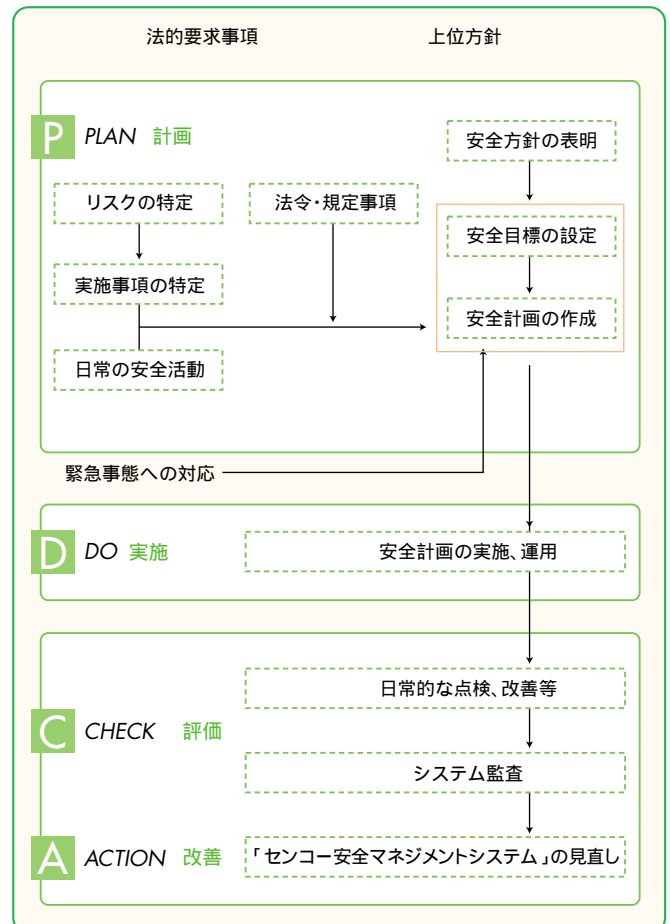 法的要求事項
上位方針
P PLAN 計画
安全方針の表明
リスクの特定
法令・規定事項
安全目標の設定
実施事項の特定
安全計画の作成
日常の安全活動
緊急事態への対応
D DO 実施
安全計画の実施、運用
日常的な点検、改善等
C CHECK 評価
システム監査
A ACTION 改善
「センコー安全マネジメントシステム」の見直し